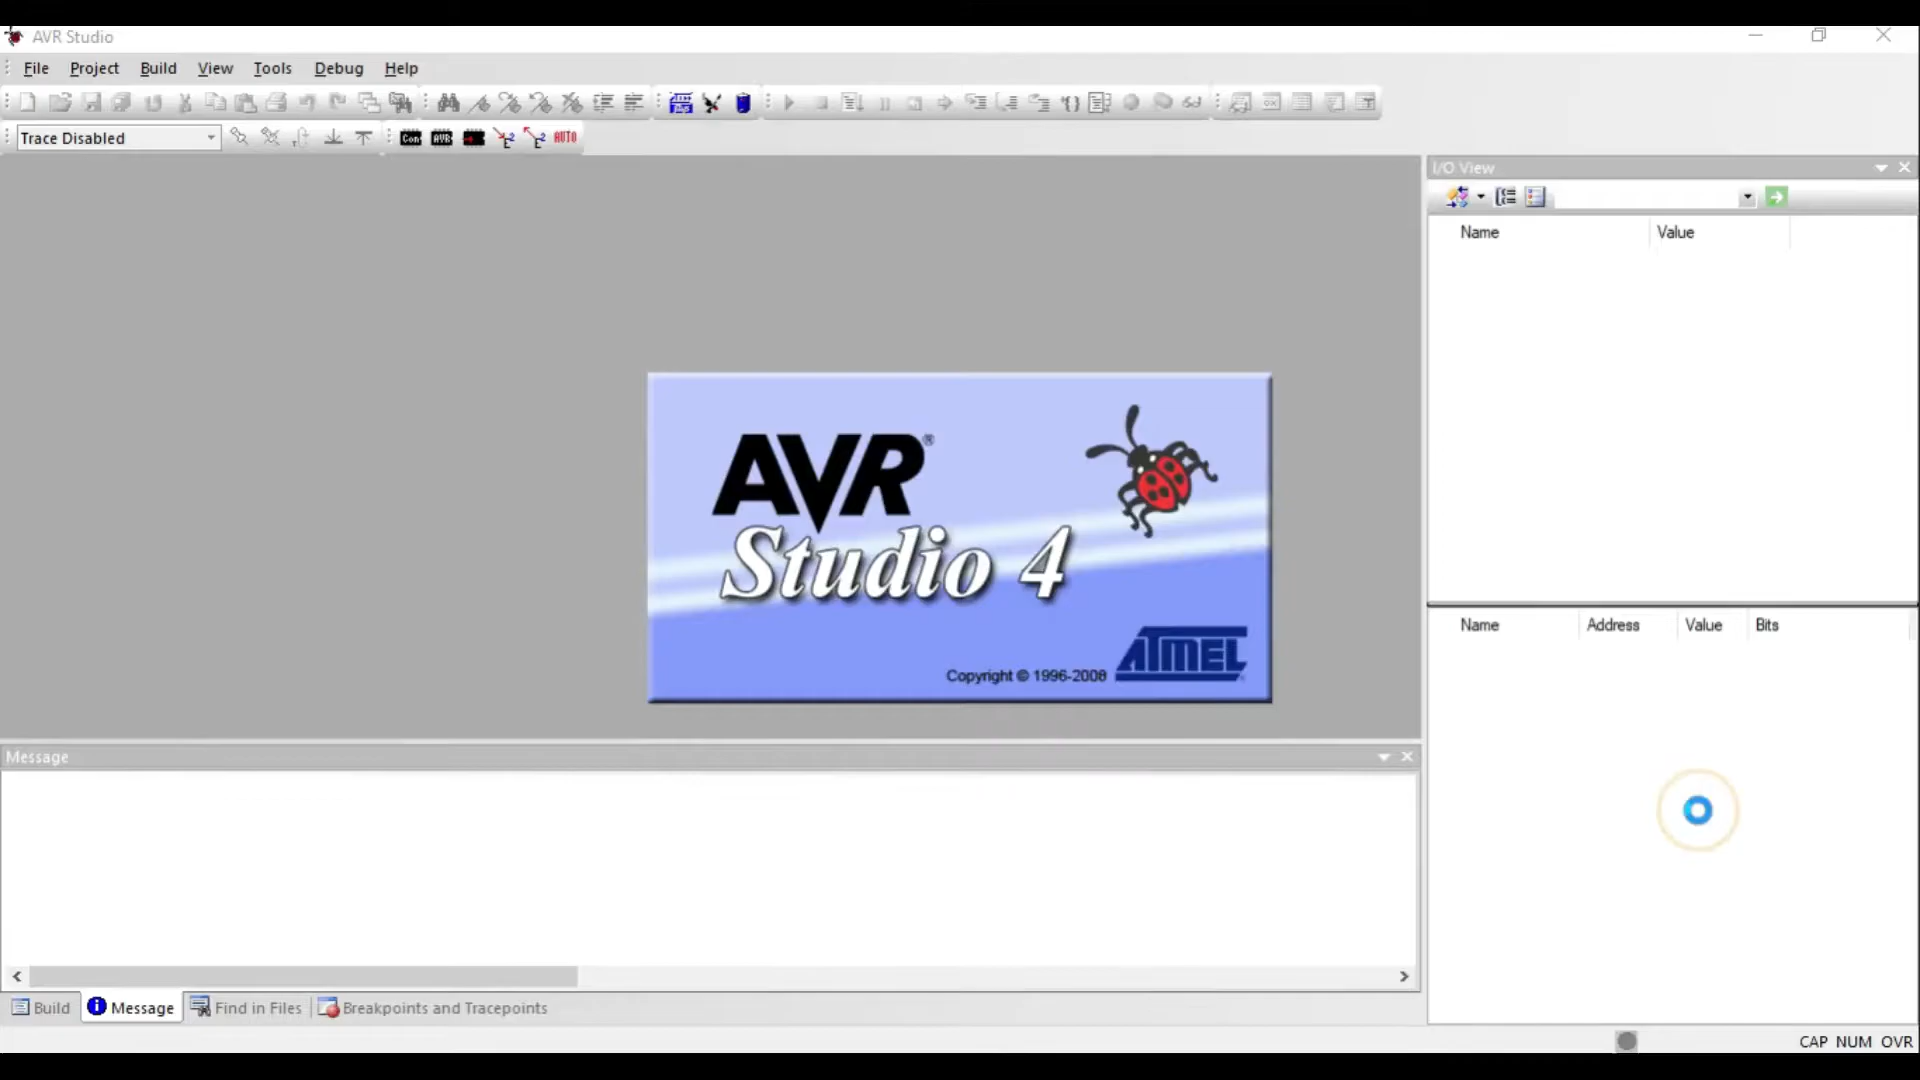 AVR Studio
File Project Build View Tools Debug Help
Trace Disabled
Con AVR AUTO
I/O View
Name Value
AVR®
Studio 4
ATMEL
Copyright © 1996-2008
Name Address Value Bits
Message
Build Message Find in Files Breakpoints and Tracepoints
CAP NUM OVR